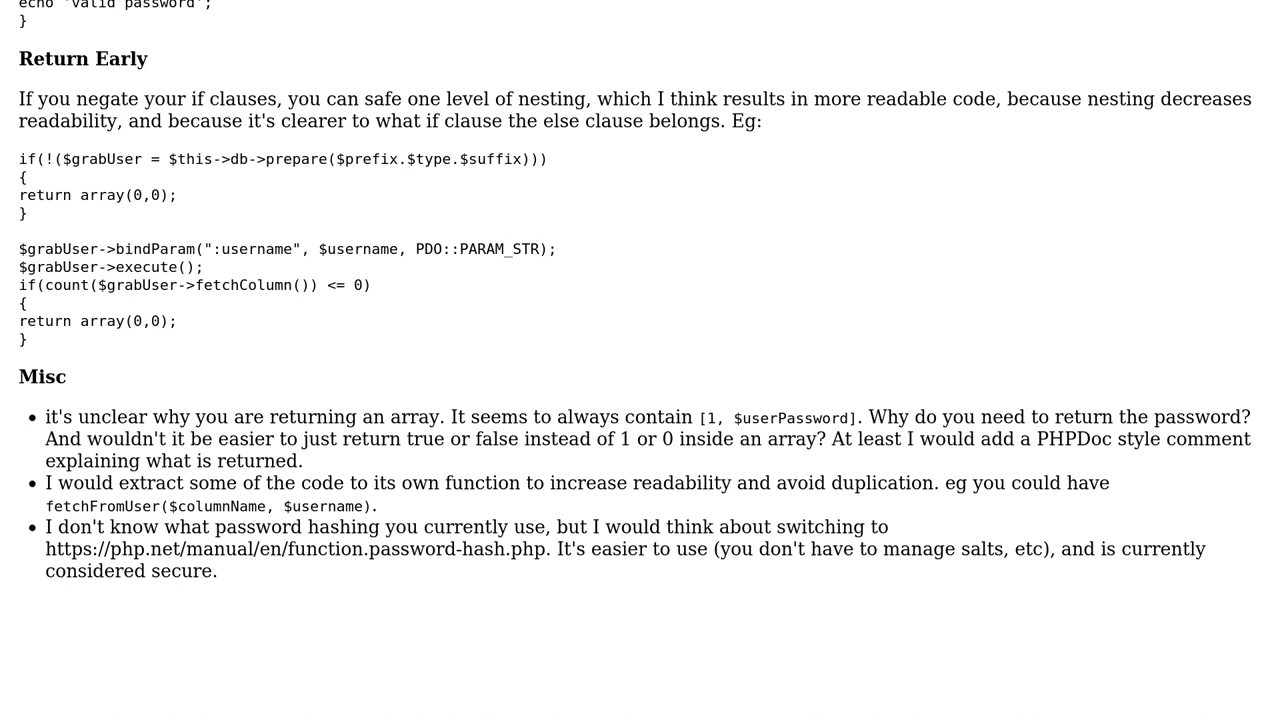 echo 'valid password';
}
Return Early
If you negate your if clauses, you can safe one level of nesting, which I think results in more readable code, because nesting decreases
readability, and because it's clearer to what if clause the else clause belongs. Eg:
if(!($grabUser = $this->db->prepare($prefix.$type.$suffix)))
{
return array(0,0);
}
$grabUser->bindParam(":username", $username, PDO::PARAM_STR);
$grabUser->execute();
if(count($grabUser->fetchColumn()) <= 0)
{
return array(0,0);
}
Misc
• it's unclear why you are returning an array. It seems to always contain [1, $userPassword]. Why do you need to return the password?
And wouldn't it be easier to just return true or false instead of 1 or 0 inside an array? At least I would add a PHPDoc style comment
explaining what is returned.
• I would extract some of the code to its own function to increase readability and avoid duplication. eg you could have
fetchFromUser($columnName, $username).
• I don't know what password hashing you currently use, but I would think about switching to
https://php.net/manual/en/function.password-hash.php. It's easier to use (you don't have to manage salts, etc), and is currently
considered secure.